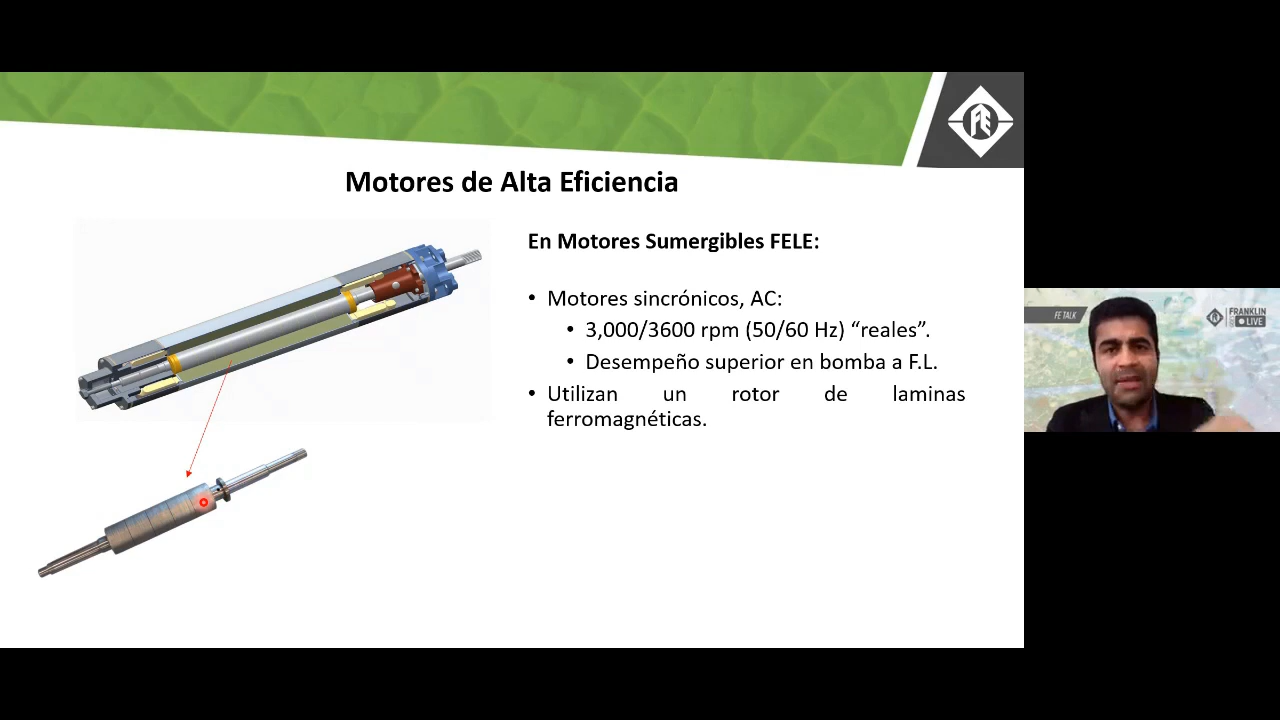 Motores de Alta Eficiencia
En Motores Sumergibles FELE:
• Motores sincrónicos, AC:
• 3,000/3600 rpm (50/60 Hz) “reales”.
• Desempeño superior en bomba a F.L.
• Utilizan un rotor de laminas
ferromagnéticas.
FE TALK
FRANKLIN
LIVE